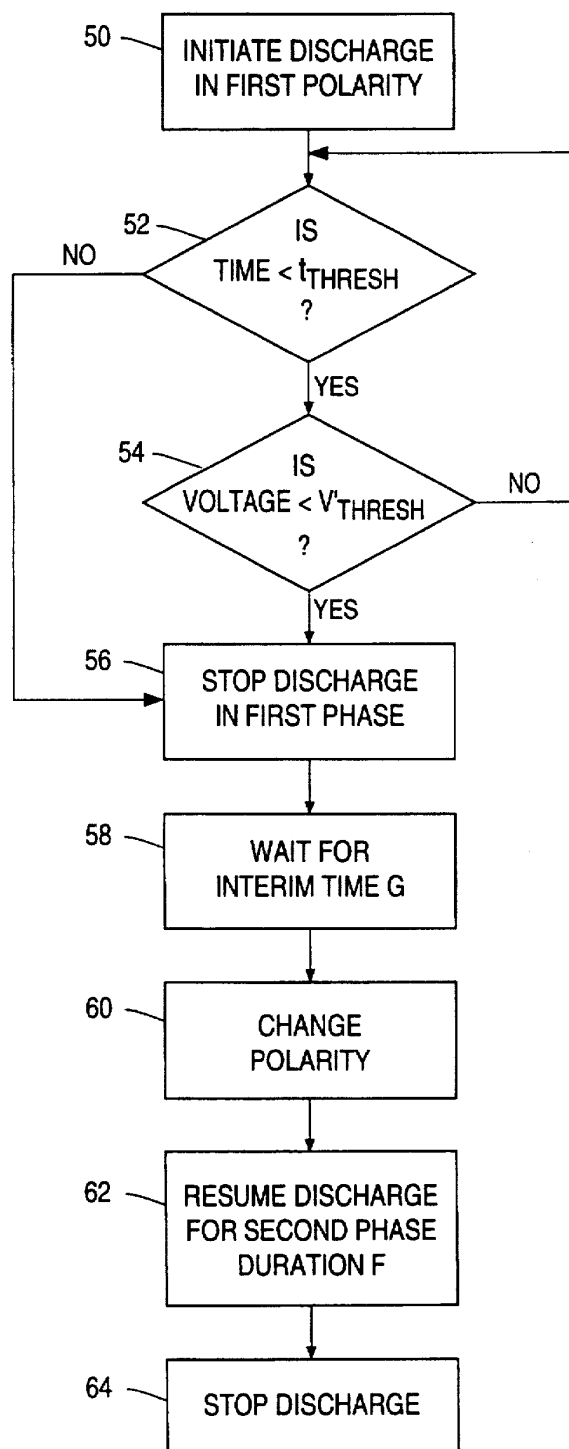 50
INITIATE DISCHARGE
IN FIRST POLARITY
52
IS
NO
TIME < tTHRESH
?
YES
54
IS
VOLTAGE < V'THRESH
NO
?
YES
56
STOP DISCHARGE
IN FIRST PHASE
58
WAIT FOR
INTERIM TIME G
60
CHANGE
POLARITY
62
RESUME DISCHARGE
FOR SECOND PHASE
DURATION F
64
STOP DISCHARGE